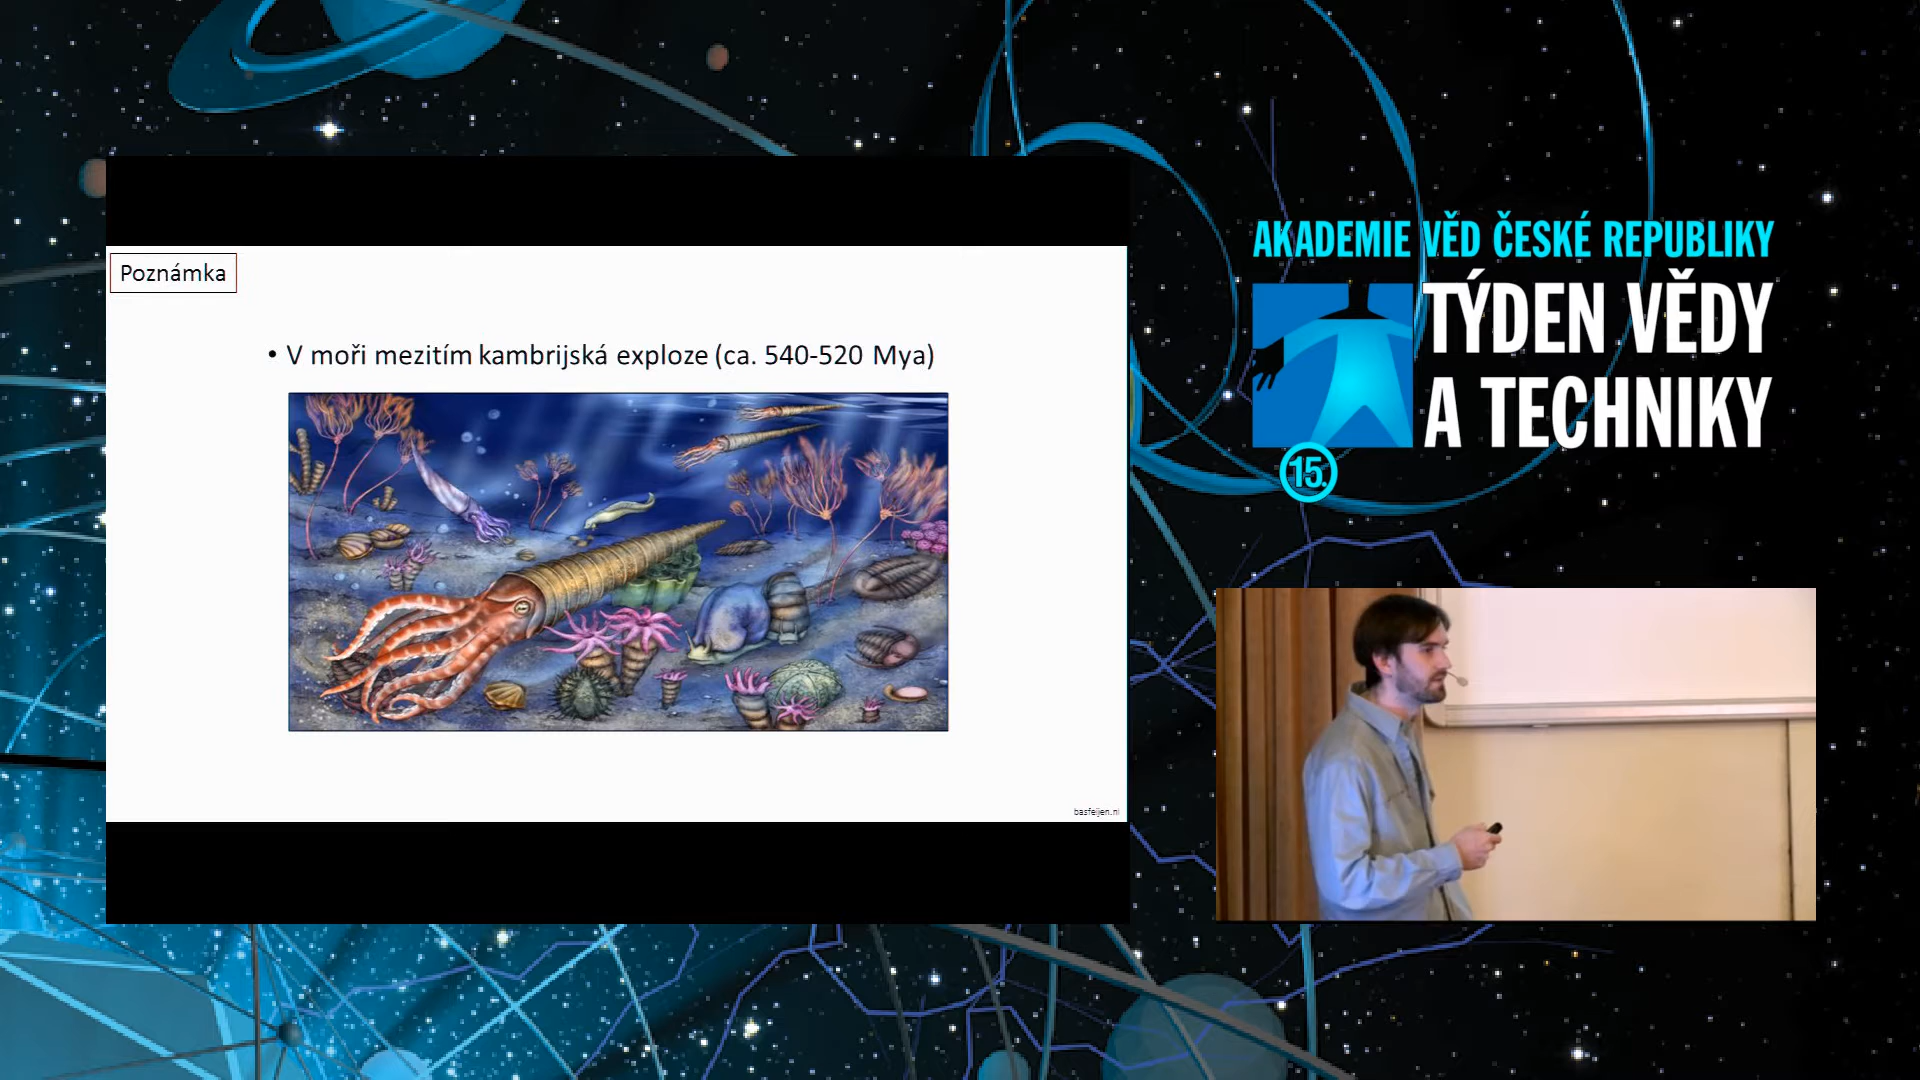 Poznámka
• V moři mezitím kambrijská exploze (ca. 540-520 Mya)
basfeijen.nl
AKADEMIE VĚD ČESKÉ REPUBLIKY
TÝDEN VĚDY
A TECHNIKY
15.